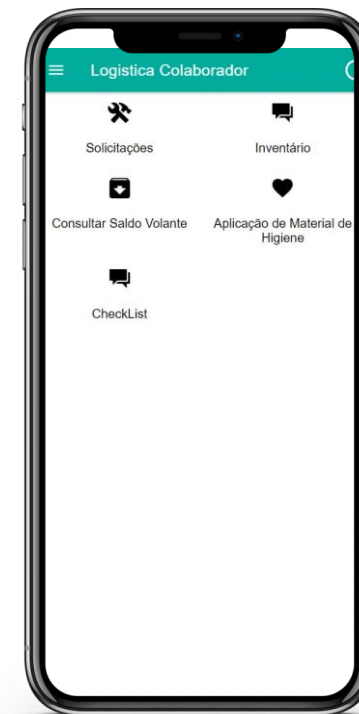 Logistica Colaborador
Solicitações
Inventário
Consultar Saldo Volante
Aplicação de Material de
Higiene
CheckList